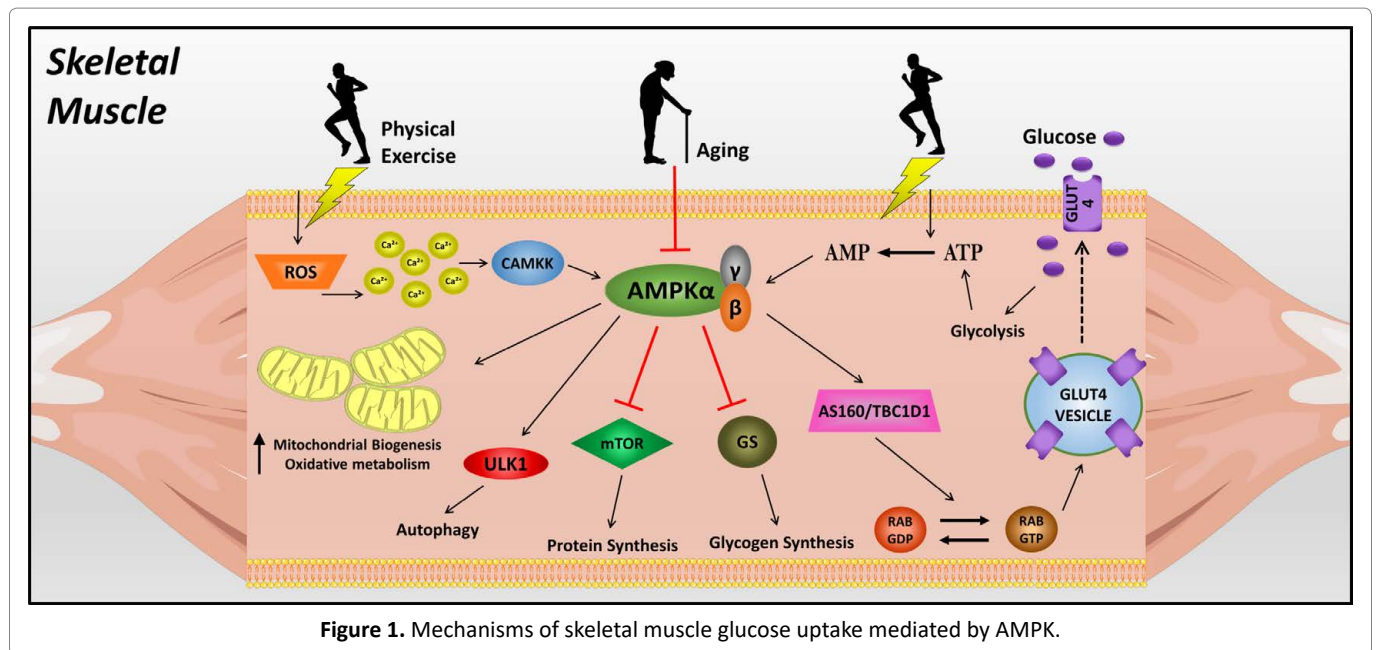 Skeletal
Muscle
Physical
Exercise
Aging
Glucose
GLUT
4
ROS
Ca²⁺
Ca²⁺
Ca²⁺
Ca²⁺
Ca²⁺
Ca²⁺
CAMKK
AMPKα
γ
β
AMP
ATP
Glycolysis
Mitochondrial Biogenesis
Oxidative metabolism
ULK1
mTOR
GS
AS160/TBC1D1
GLUT4
VESICLE
Autophagy
Protein Synthesis
Glycogen Synthesis
RAB
GDP
RAB
GTP
Figure 1. Mechanisms of skeletal muscle glucose uptake mediated by AMPK.